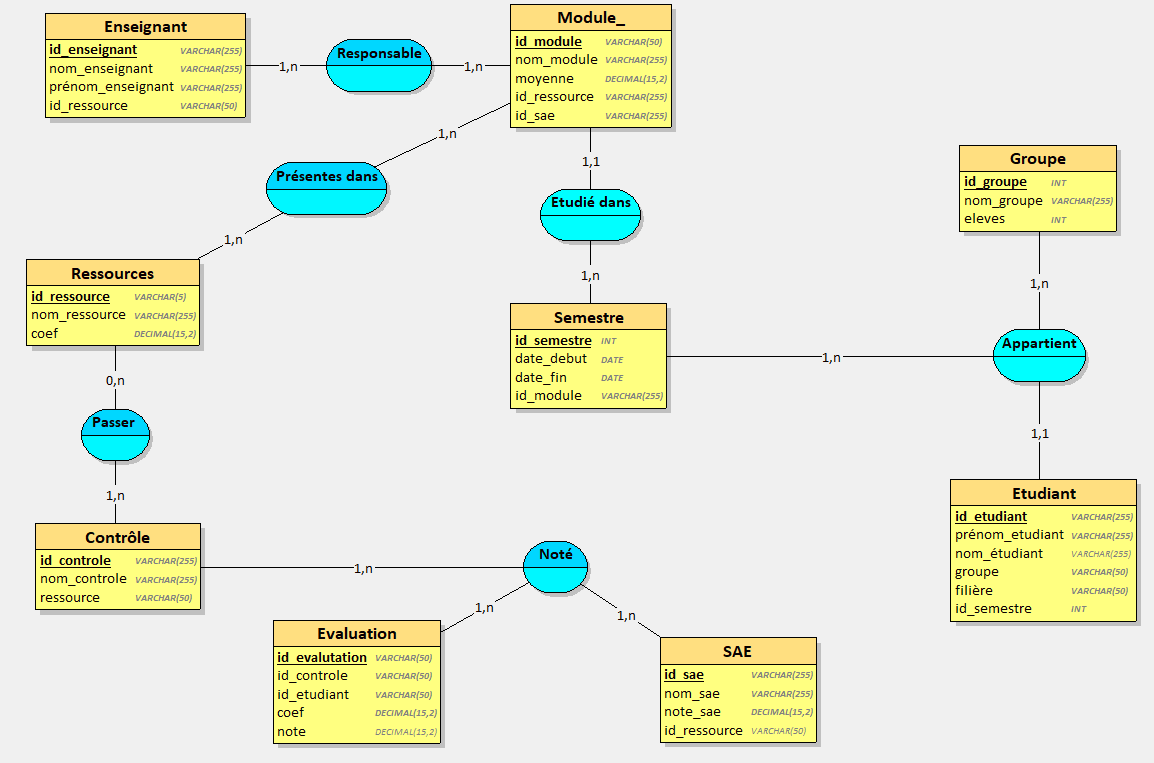 Enseignant
id_enseignant VARCHAR(255)
nom_enseignant VARCHAR(255)
prénom_enseignant VARCHAR(255)
id_ressource VARCHAR(50)
1,n
Responsable
1,n
Module_
id_module VARCHAR(50)
nom_module VARCHAR(255)
moyenne DECIMAL(15,2)
id_ressource VARCHAR(255)
id_sae VARCHAR(255)
1,n
Présentes dans
1,n
1,1
Etudié dans
1,n
Groupe
id_groupe INT
nom_groupe VARCHAR(255)
eleves INT
1,n
Ressources
id_ressource VARCHAR(5)
nom_ressource VARCHAR(255)
coef DECIMAL(15,2)
Semestre
id_semestre INT
date_debut DATE
date_fin DATE
id_module VARCHAR(255)
1,n
Appartient
1,1
0,n
Passer
1,n
Etudiant
id_etudiant VARCHAR(255)
prénom_etudiant VARCHAR(255)
nom_étudiant VARCHAR(255)
groupe VARCHAR(50)
filière VARCHAR(50)
id_semestre INT
Contrôle
id_controle VARCHAR(255)
nom_controle VARCHAR(255)
ressource VARCHAR(50)
1,n
Noté
1,n
1,n
Evaluation
id_evalutation VARCHAR(50)
id_controle VARCHAR(50)
id_etudiant VARCHAR(50)
coef DECIMAL(15,2)
note DECIMAL(15,2)
SAE
id_sae VARCHAR(255)
nom_sae VARCHAR(255)
note_sae DECIMAL(15,2)
id_ressource VARCHAR(50)